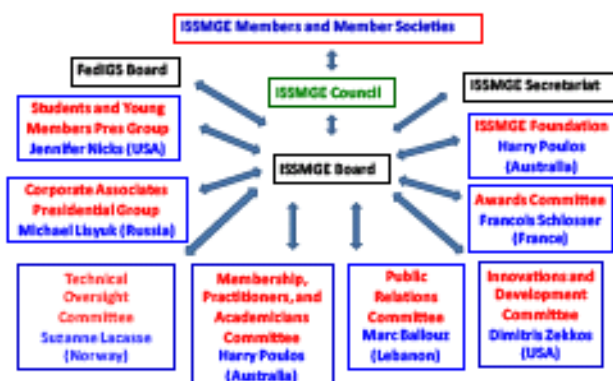 ISSMGE Members and Member Societies
FedIGS Board
ISSMGE Council
ISSMGE Secretariat
Students and Young
Members Pres Group
Jennifer Nicks (USA)
ISSMGE Foundation
Harry Poulos
(Australia)
ISSMGE Board
Corporate Associates
Presidential Group
Michael Lisyuk (Russia)
Awards Committee
Francois Schlosser
(France)
Technical
Oversight
Committee
Suzanne Lacasse
(Norway)
Membership,
Practitioners, and
Academicians
Committee
Harry Poulos
(Australia)
Public
Relations
Committee
Marc Ballouz
(Lebanon)
Innovations and
Development
Committee
Dimitris Zekkos
(USA)